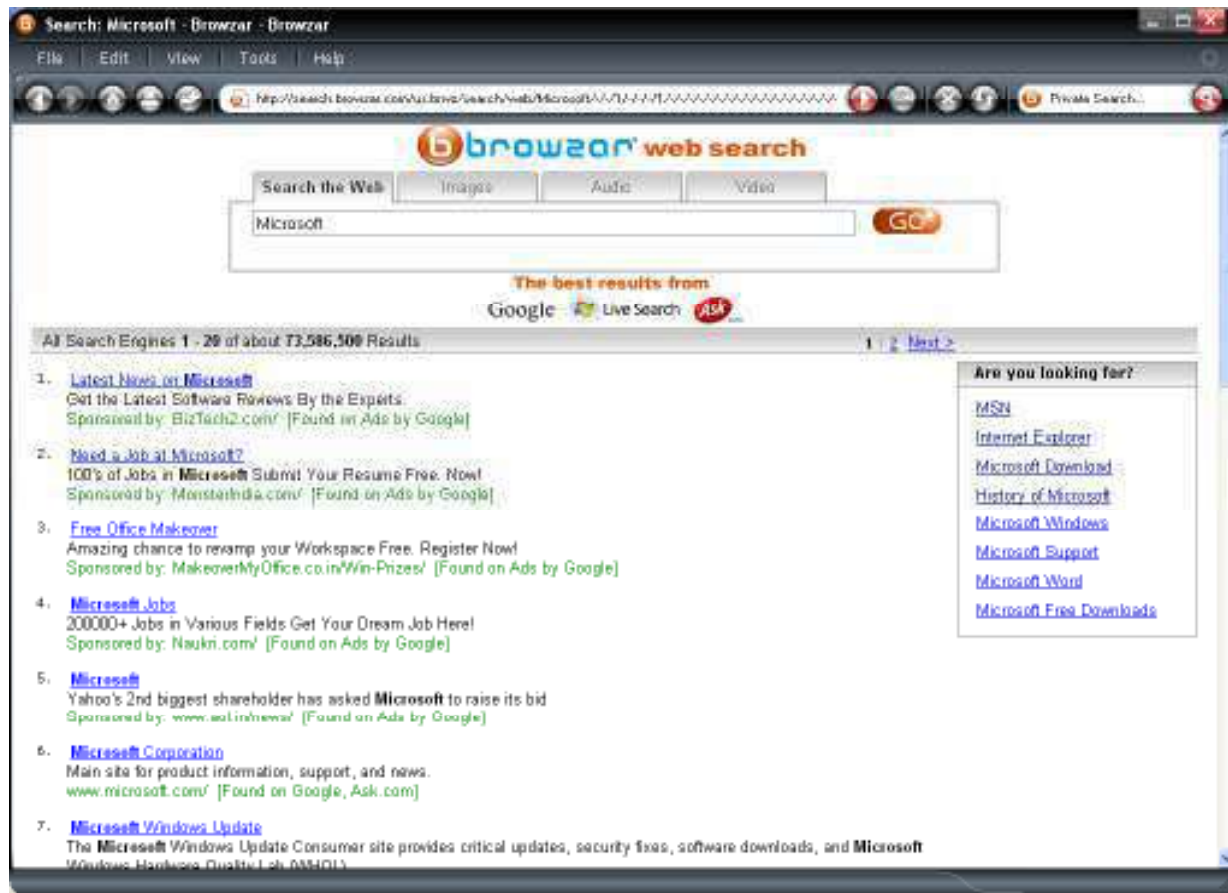 Search: Microsoft - Browzar - Browzar
File Edit View Tools Help
Private Search...
browzar web search
Search the Web Images Audio Video
Microsoft GO
The best results from
Google Live Search Ask
All Search Engines 1 - 20 of about 73,586,500 Results 1 | 2 Next >
1. Latest News on Microsoft
Get the Latest Software Reviews By the Experts.
Sponsored by: BizTech2.com/ [Found on Ads by Google]
2. Need a Job at Microsoft?
100's of Jobs in Microsoft Submit Your Resume Free. Now!
Sponsored by: MonsterIndia.com/ [Found on Ads by Google]
3. Free Office Makeover
Amazing chance to revamp your Workspace Free. Register Now!
Sponsored by: MakeoverMyOffice.co.in/Win-Prizes/ [Found on Ads by Google]
4. Microsoft Jobs
200000+ Jobs in Various Fields Get Your Dream Job Here!
Sponsored by: Naukri.com/ [Found on Ads by Google]
5. Microsoft
Yahoo's 2nd biggest shareholder has asked Microsoft to raise its bid
Sponsored by: www.aol.in/news/ [Found on Ads by Google]
6. Microsoft Corporation
Main site for product information, support, and news.
www.microsoft.com/ [Found on Google, Ask.com]
7. Microsoft Windows Update
The Microsoft Windows Update Consumer site provides critical updates, security fixes, software downloads, and Microsoft
Windows Hardware Quality Lab (WHQL)
Are you looking for?
MSN
Internet Explorer
Microsoft Download
History of Microsoft
Microsoft Windows
Microsoft Support
Microsoft Word
Microsoft Free Downloads